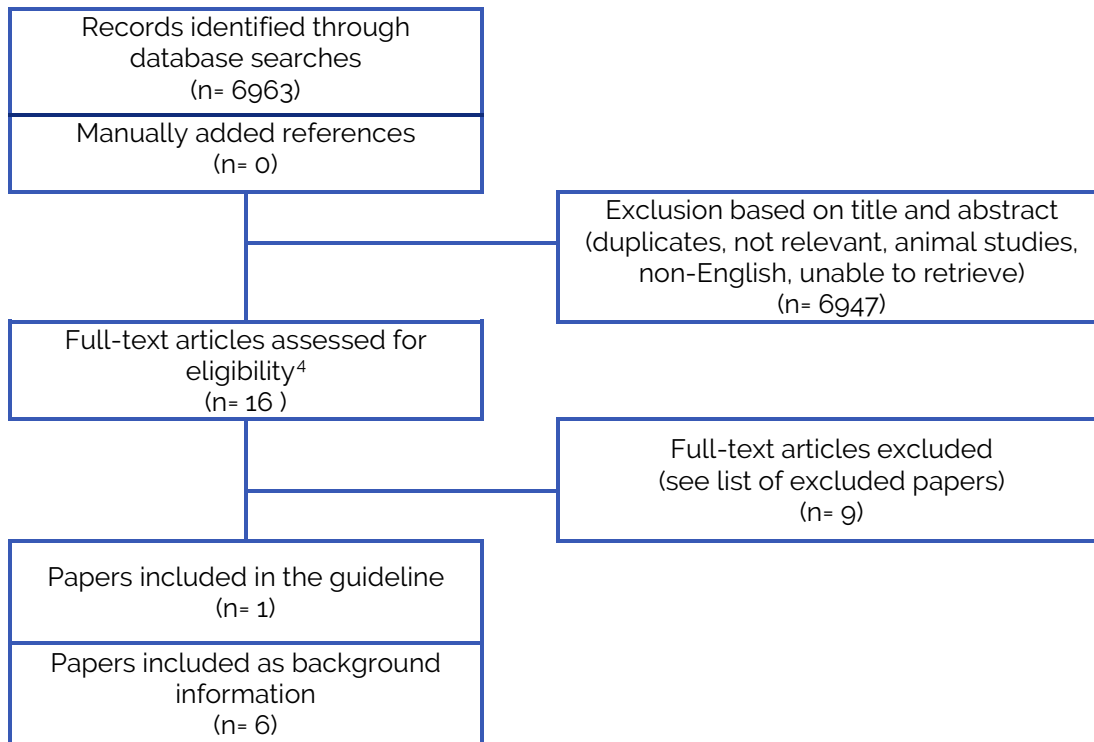 Records identified through
database searches
(n= 6963)
Manually added references
(n= 0)
Exclusion based on title and abstract
(duplicates, not relevant, animal studies,
non-English, unable to retrieve)
(n= 6947)
Full-text articles assessed for
eligibility⁴
(n= 16 )
Full-text articles excluded
(see list of excluded papers)
(n= 9)
Papers included in the guideline
(n= 1)
Papers included as background
information
(n= 6)